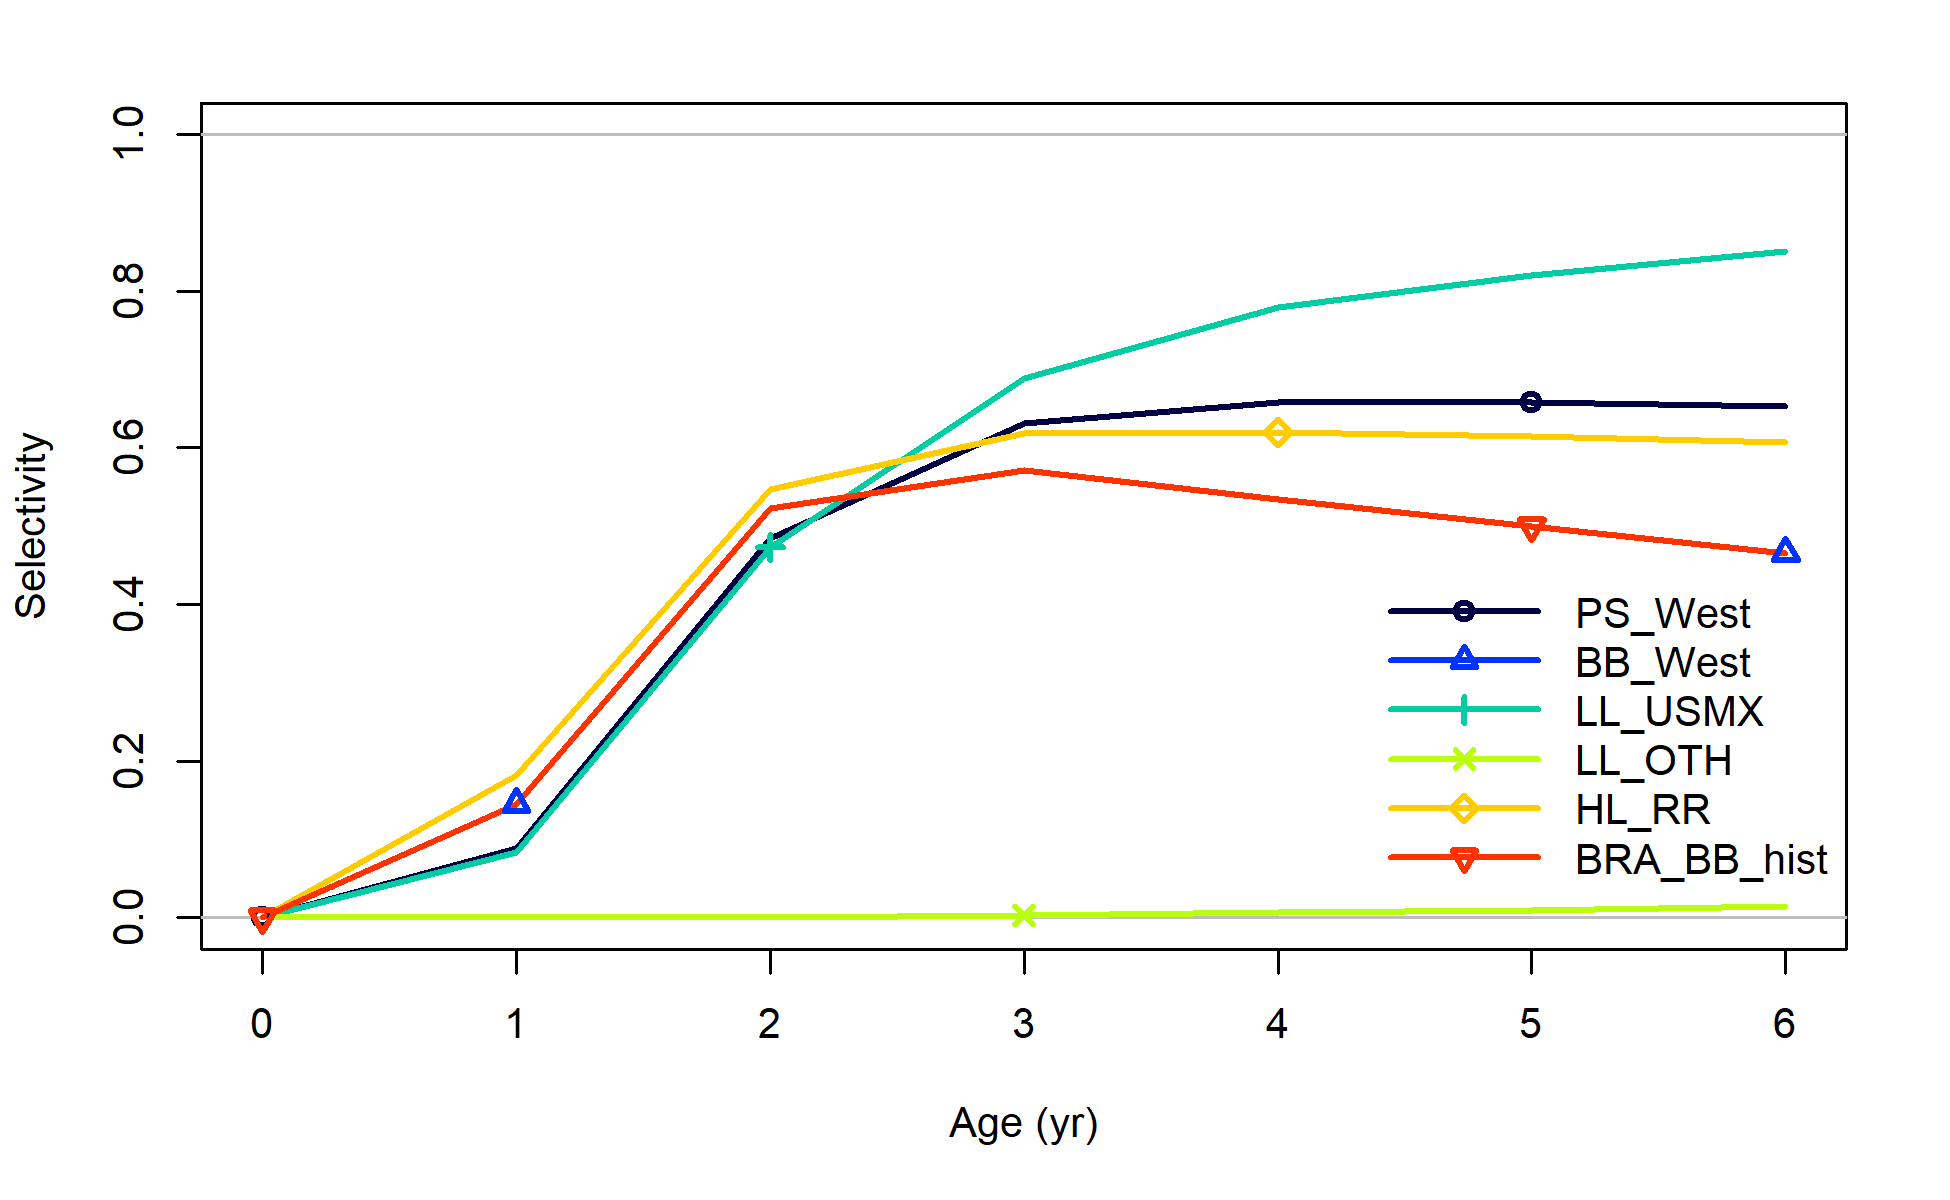 1.0
0.8
0.6
0.4
0.2
0.0
Selectivity
PS_West
BB_West
LL_USMX
LL_OTH
HL_RR
BRA_BB_hist
0 1 2 3 4 5 6
Age (yr)